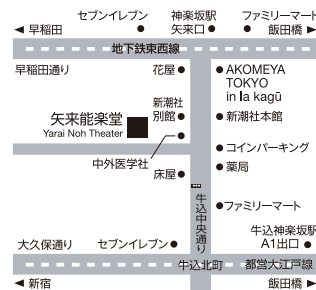 セブンイレブン
神楽坂駅
矢来口
ファミリーマート
◀ 早稲田
飯田橋 ▶
地下鉄東西線
早稲田通り
花屋
AKOMEYA
TOKYO
in la kagū
新潮社
別館
新潮社本館
矢来能楽堂
Yarai Noh Theater
中外医学社
コインパーキング
床屋
薬局
牛込中央通り
ファミリーマート
牛込神楽坂駅
A1出口
大久保通り
セブンイレブン
牛込北町
都営大江戸線
◀ 新宿
飯田橋 ▶